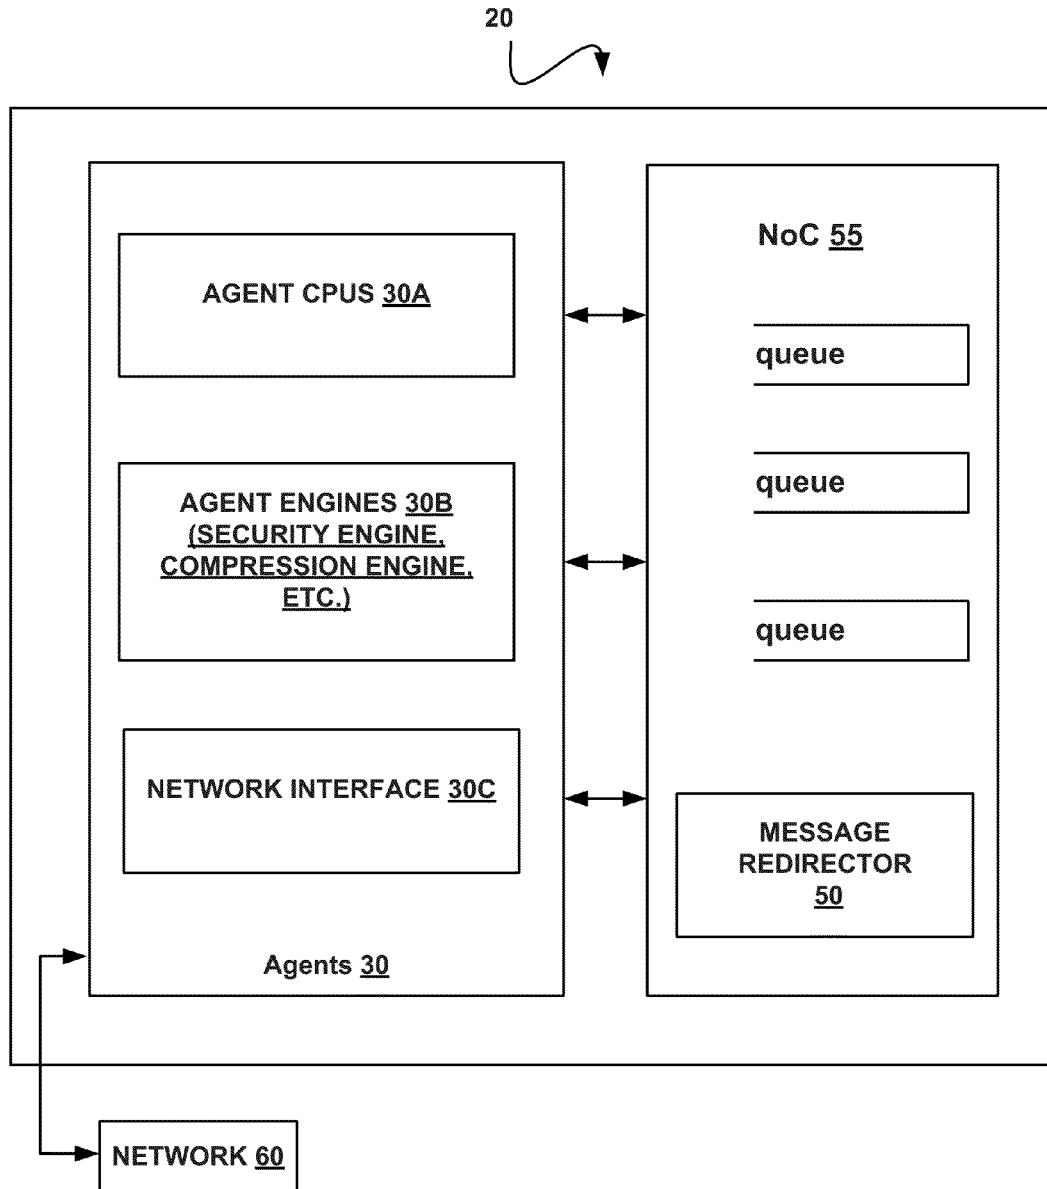 20
AGENT CPUS 30A
AGENT ENGINES 30B
(SECURITY ENGINE,
COMPRESSION ENGINE,
ETC.)
NETWORK INTERFACE 30C
Agents 30
NoC 55
queue
queue
queue
MESSAGE
REDIRECTOR
50
NETWORK 60